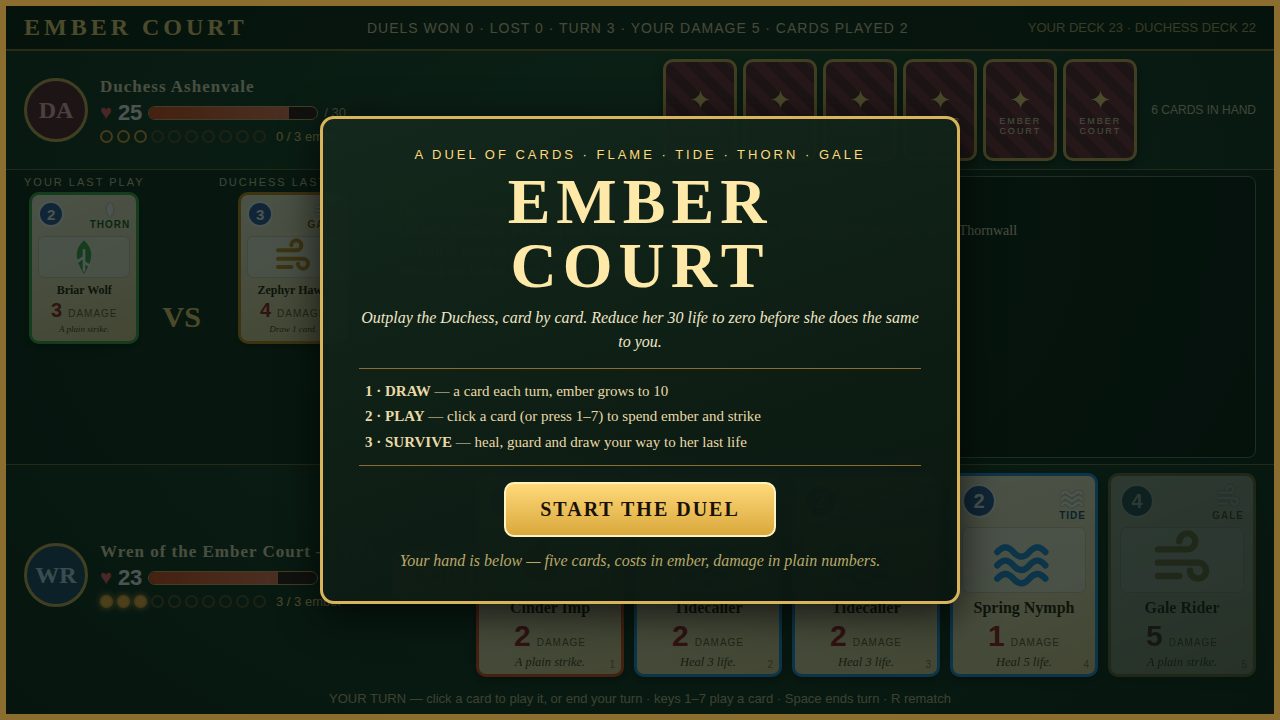 EMBER COURT
DUELS WON 0 · LOST 0 · TURN 3 · YOUR DAMAGE 5 · CARDS PLAYED 2
YOUR DECK 23 · DUCHESS DECK 22
DA
Duchess Ashenvale
♥ 25
/ 30
0 / 3 em
EMBER
COURT
EMBER
COURT
6 CARDS IN HAND
YOUR LAST PLAY
DUCHESS LAS
2
THORN
Briar Wolf
3 DAMAGE
A plain strike.
VS
3
Zephyr Haw
4
Draw 1 card.
Thornwall
A DUEL OF CARDS · FLAME · TIDE · THORN · GALE
EMBER
COURT
Outplay the Duchess, card by card. Reduce her 30 life to zero before she does the same
to you.
1 · DRAW — a card each turn, ember grows to 10
2 · PLAY — click a card (or press 1–7) to spend ember and strike
3 · SURVIVE — heal, guard and draw your way to her last life
START THE DUEL
Your hand is below — five cards, costs in ember, damage in plain numbers.
WR
Wren of the Ember Court
♥ 23
3 / 3 ember
Cinder Imp
2 DAMAGE
A plain strike.
1
Tidecaller
2 DAMAGE
Heal 3 life.
2
Tidecaller
2 DAMAGE
Heal 3 life.
3
2
TIDE
Spring Nymph
1 DAMAGE
Heal 5 life.
4
4
GALE
Gale Rider
5 DAMAGE
A plain strike.
5
YOUR TURN — click a card to play it, or end your turn · keys 1–7 play a card · Space ends turn · R rematch